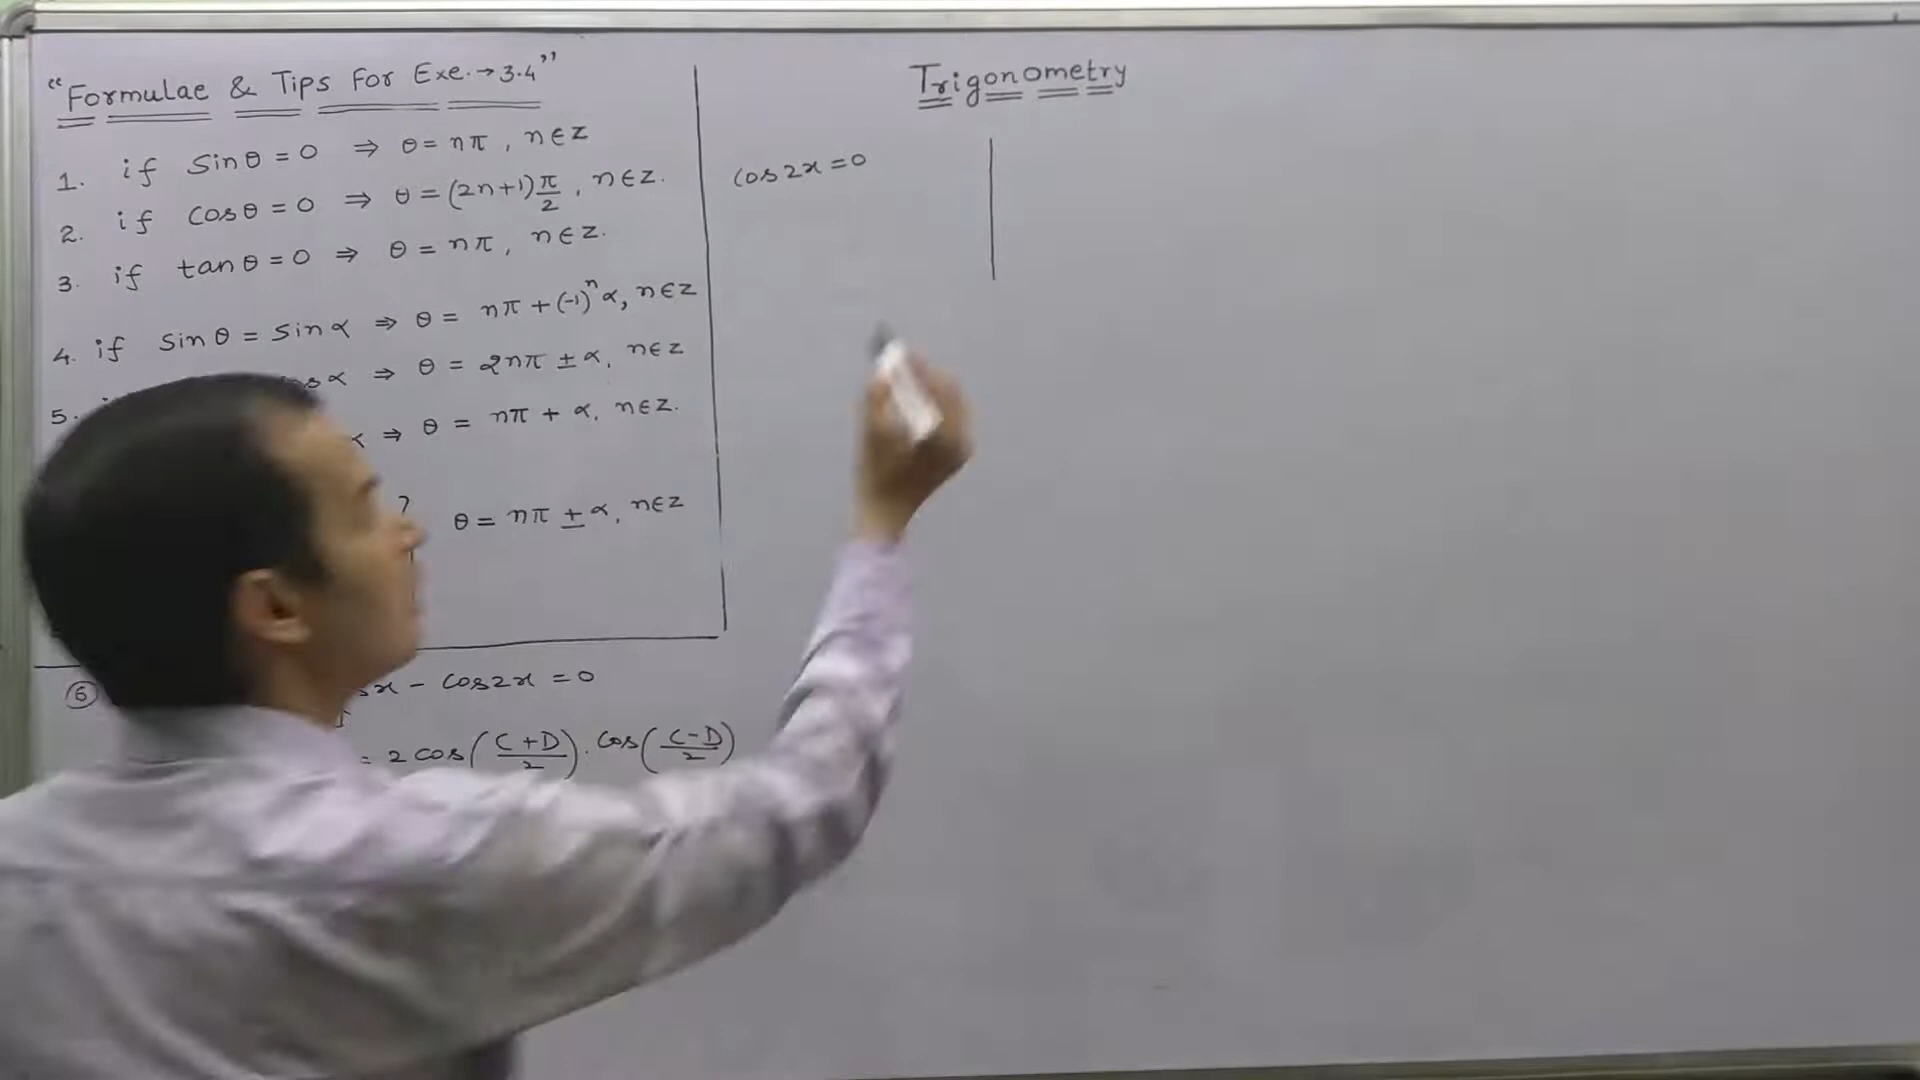 "Formulae & Tips For Exe.→3.4"
1. if Sinθ = 0 ⇒ θ = nπ , n∈z
2. if Cosθ = 0 ⇒ θ = (2n+1)π/2 , n∈z.
3. if tanθ = 0 ⇒ θ = nπ , n∈z.
4. if Sinθ = Sinα ⇒ θ = nπ + (-1)ⁿα, n∈z
5. α ⇒ θ = 2nπ ± α, n∈z
⇒ θ = nπ + α, n∈z.
θ = nπ ± α, n∈z
⑥ x - Cos2x = 0
= 2 cos((C+D)/2) . cos((C-D)/2)
Trigonometry
Cos2x = 0